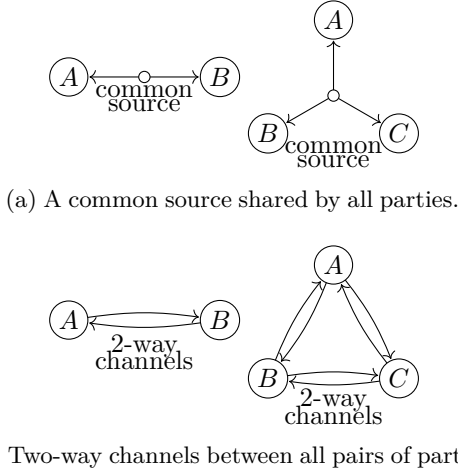 A
A
B
common
source
B
C
common
source
(a) A common source shared by all parties.
A
A
B
2-way
channels
B
C
2-way
channels
Two-way channels between all pairs of part